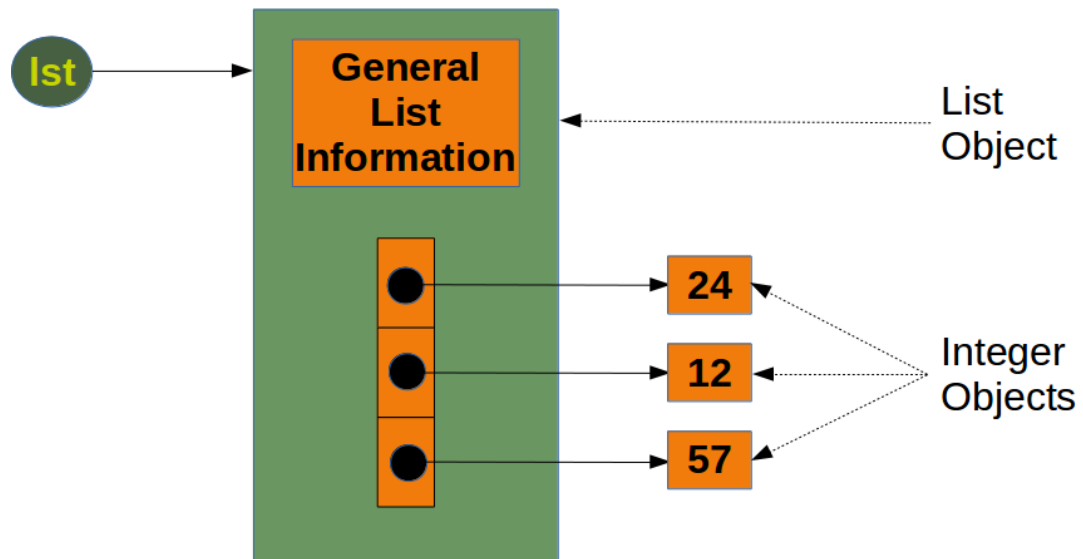 lst
General
List
Information
List
Object
24
12
57
Integer
Objects